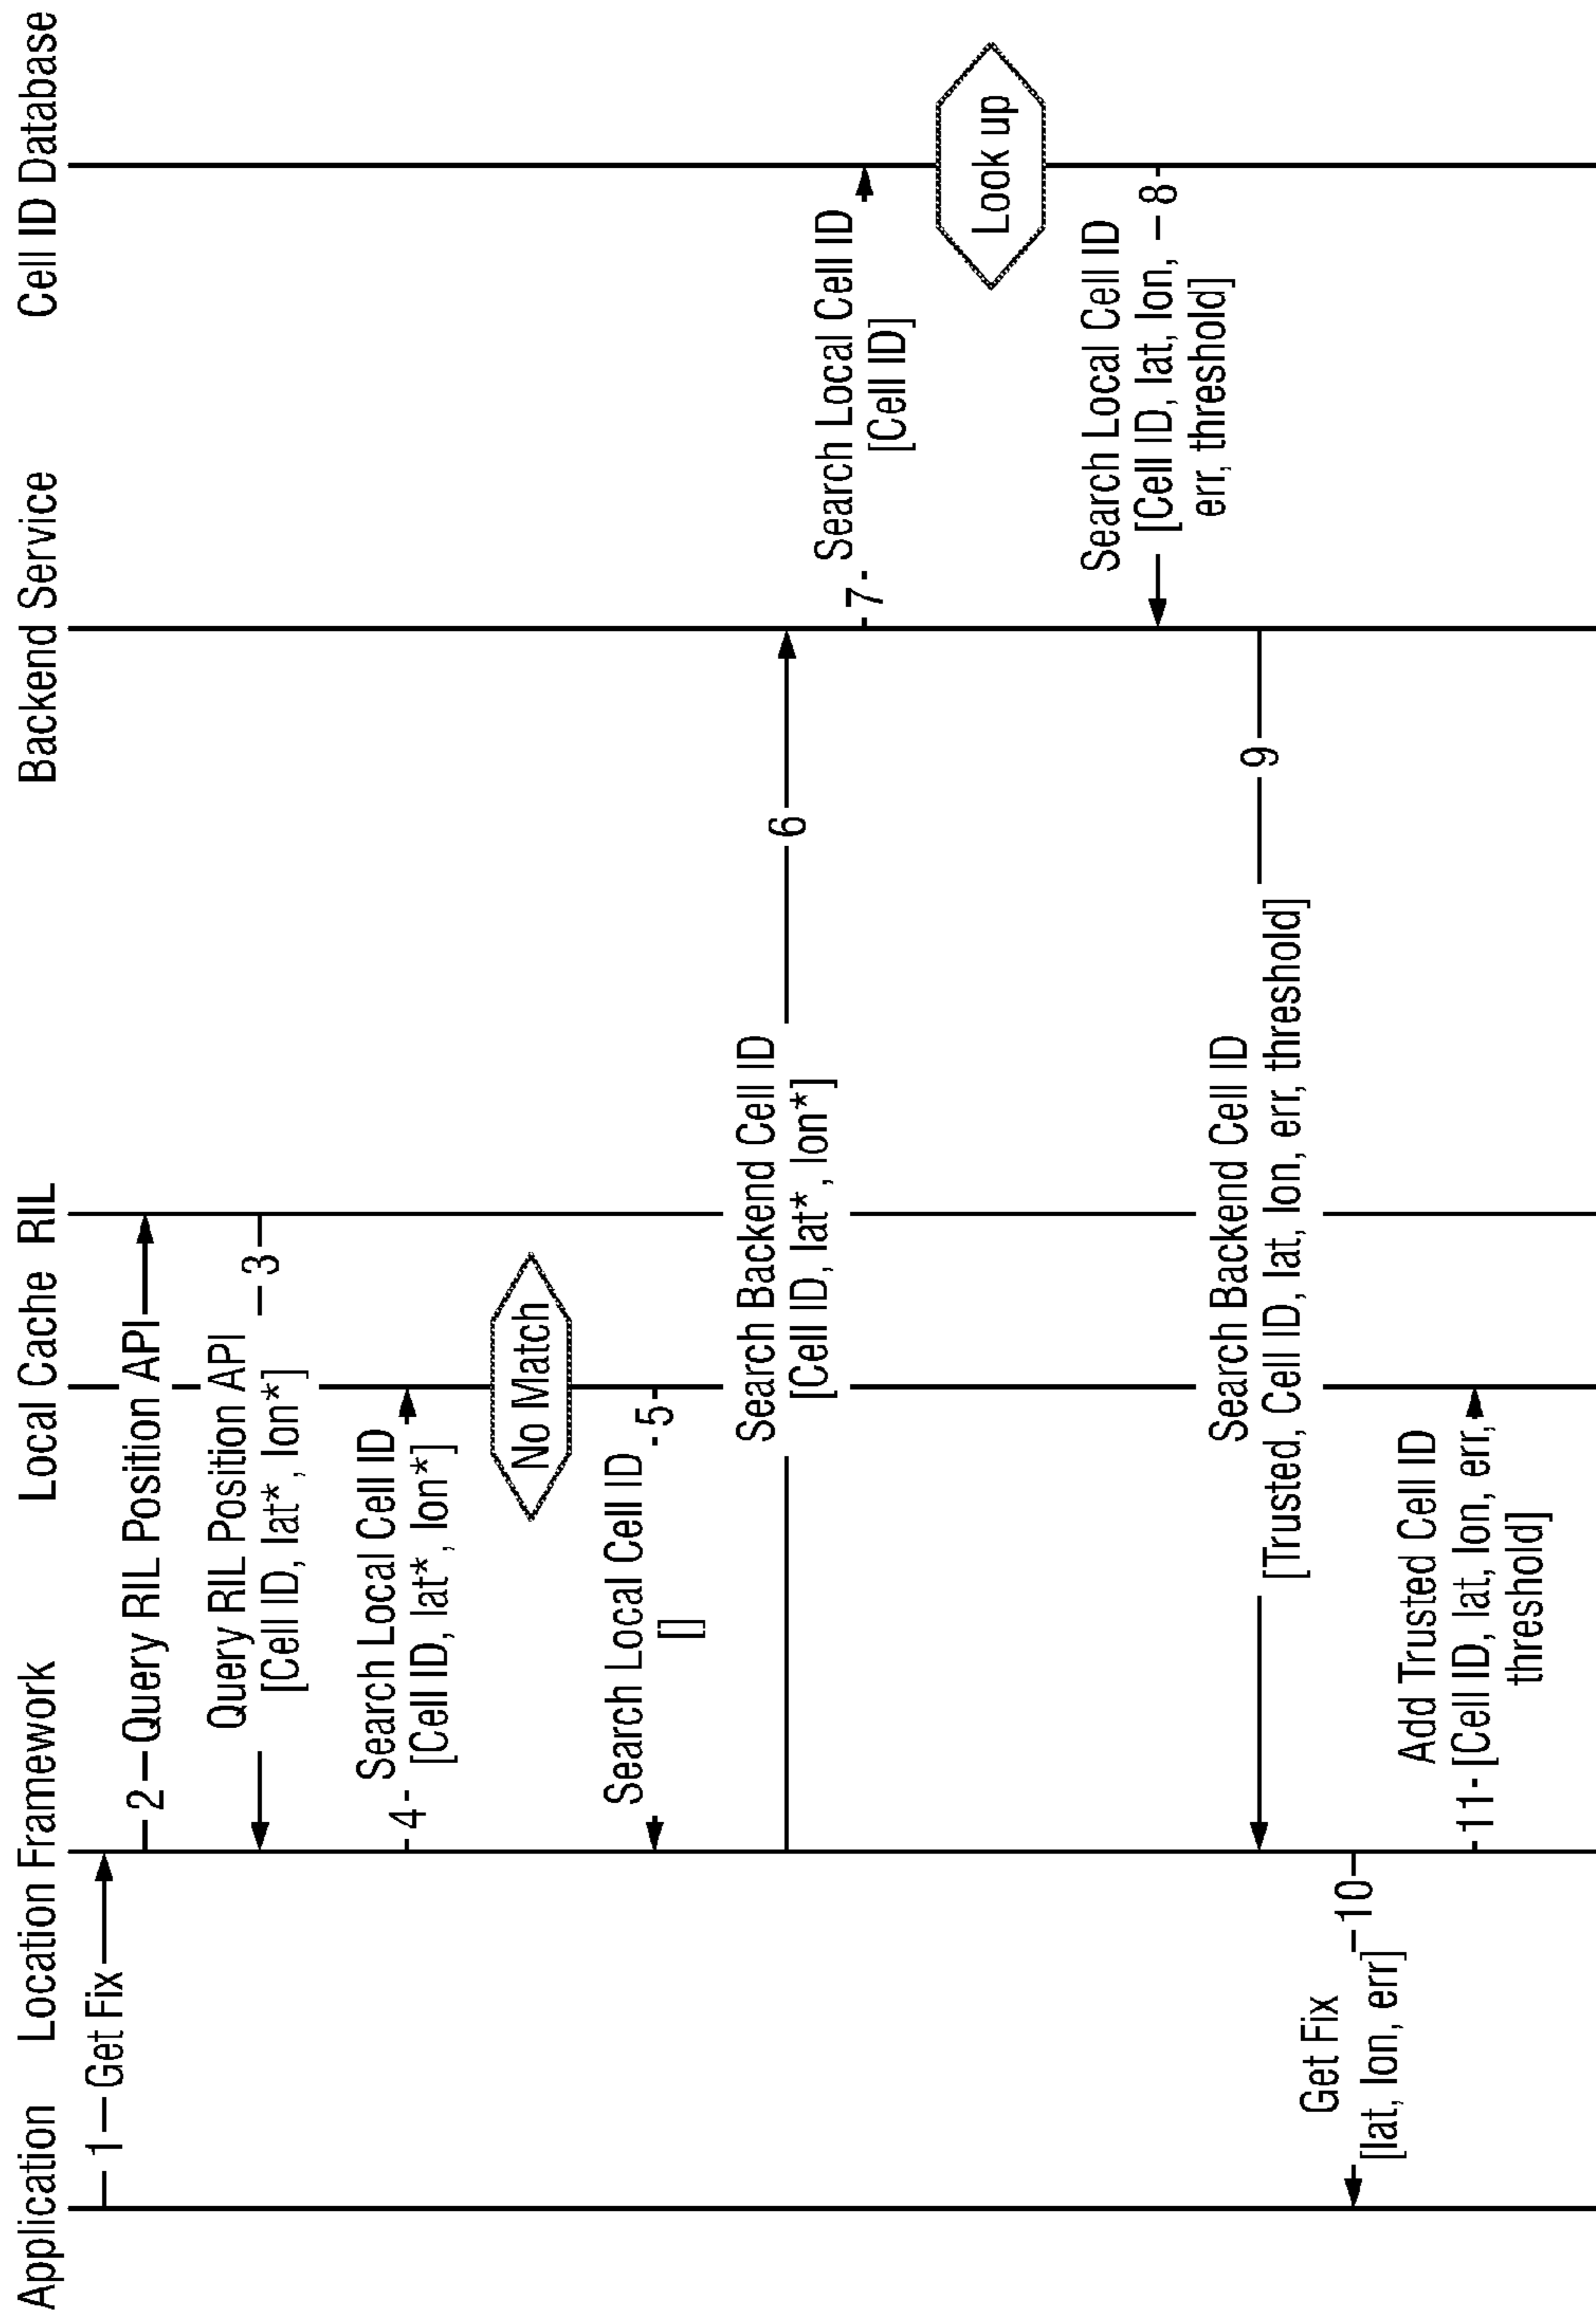 Application
Location Framework
Local Cache
RIL
Backend Service
Cell ID Database
1
Get Fix
2
Query RIL Position API
Query RIL Position API
[Cell ID, lat*, lon*]
3
Search Local Cell ID
4
[Cell ID, lat*, lon*]
No Match
Search Local Cell ID
[]
5
Search Backend Cell ID
[Cell ID, lat*, lon*]
6
7
Search Local Cell ID
[Cell ID]
Look up
Search Local Cell ID
[Cell ID, lat, lon,
err, threshold]
8
Search Backend Cell ID
[Trusted, Cell ID, lat, lon, err, threshold]
9
Get Fix
[lat, lon, err]
10
Add Trusted Cell ID
11
[Cell ID, lat, lon, err,
threshold]